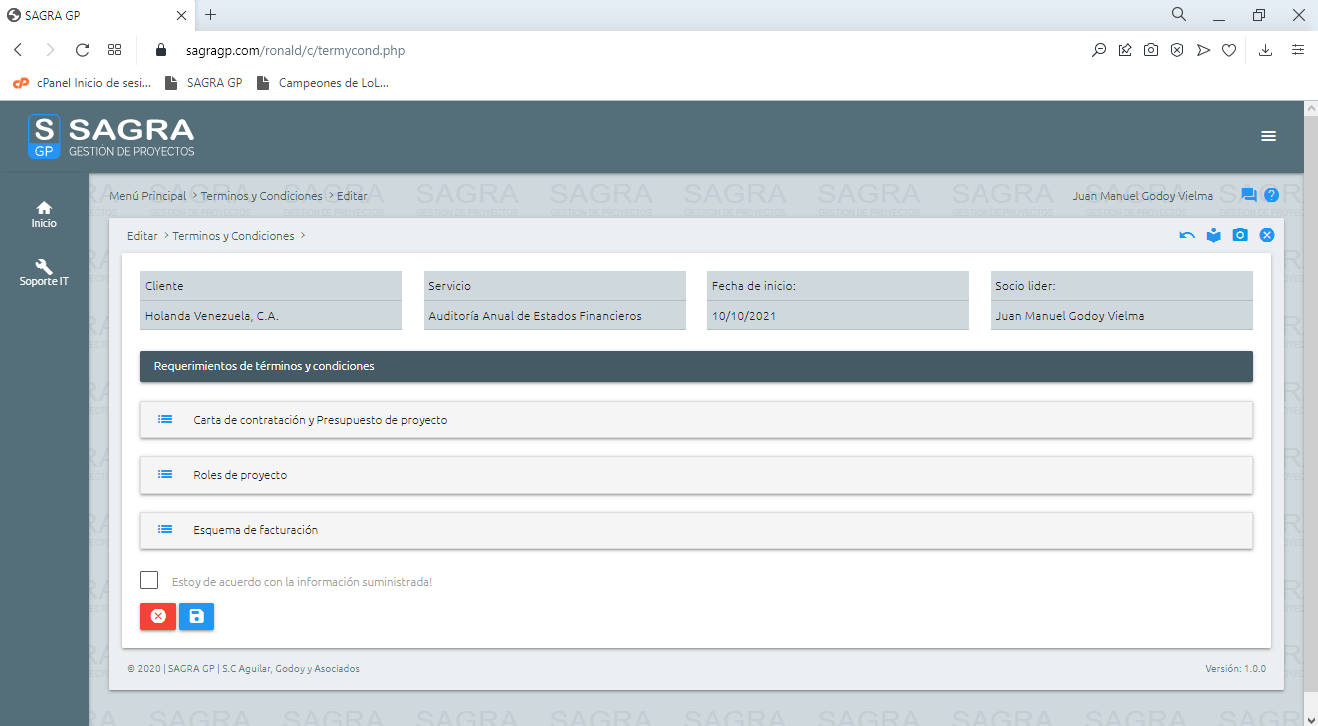 SAGRA GP
sagragp.com/ronald/c/termycond.php
cPanel Inicio de sesi... SAGRA GP Campeones de LoL...
S GP SAGRA
GESTIÓN DE PROYECTOS
Inicio
Soporte IT
Menú Principal > Terminos y Condiciones > Editar Juan Manuel Godoy Vielma
Editar > Terminos y Condiciones >
Cliente Servicio Fecha de inicio: Socio lider:
Holanda Venezuela, C.A. Auditoría Anual de Estados Financieros 10/10/2021 Juan Manuel Godoy Vielma
Requerimientos de términos y condiciones
Carta de contratación y Presupuesto de proyecto
Roles de proyecto
Esquema de facturación
Estoy de acuerdo con la información suministrada!
© 2020 | SAGRA GP | S.C Aguilar, Godoy y Asociados Versión: 1.0.0